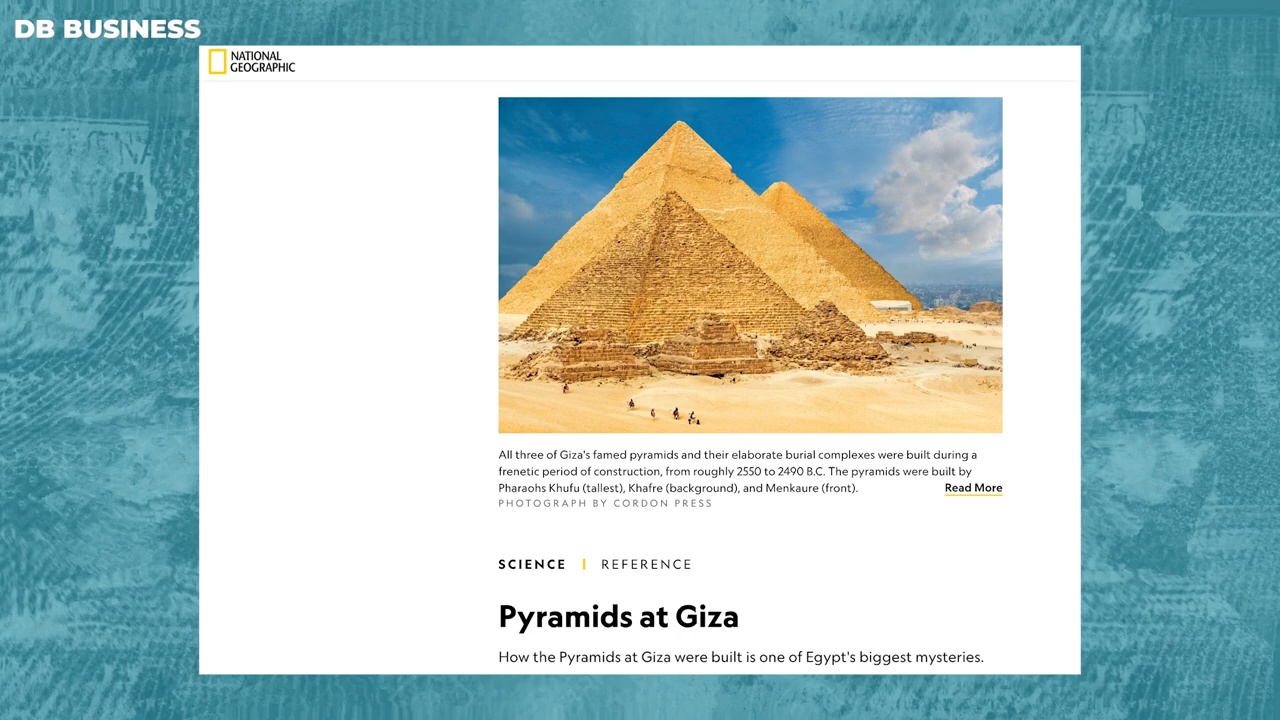 DB BUSINESS
NATIONAL
GEOGRAPHIC
All three of Giza's famed pyramids and their elaborate burial complexes were built during a
frenetic period of construction, from roughly 2550 to 2490 B.C. The pyramids were built by
Pharaohs Khufu (tallest), Khafre (background), and Menkaure (front).
Read More
PHOTOGRAPH BY CORDON PRESS
SCIENCE | REFERENCE
Pyramids at Giza
How the Pyramids at Giza were built is one of Egypt's biggest mysteries.